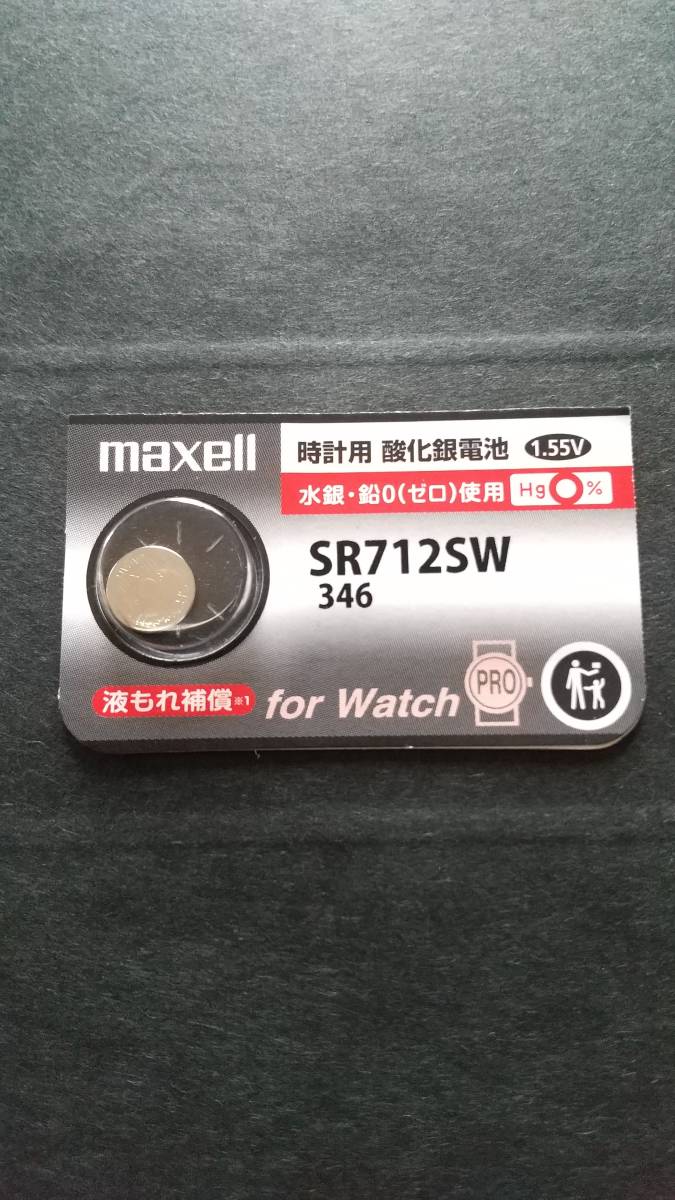 maxell
時計用 酸化銀電池 1.55V
水銀・鉛0(ゼロ)使用 Hg0%
SR712SW
346
液もれ補償※1 for Watch PRO